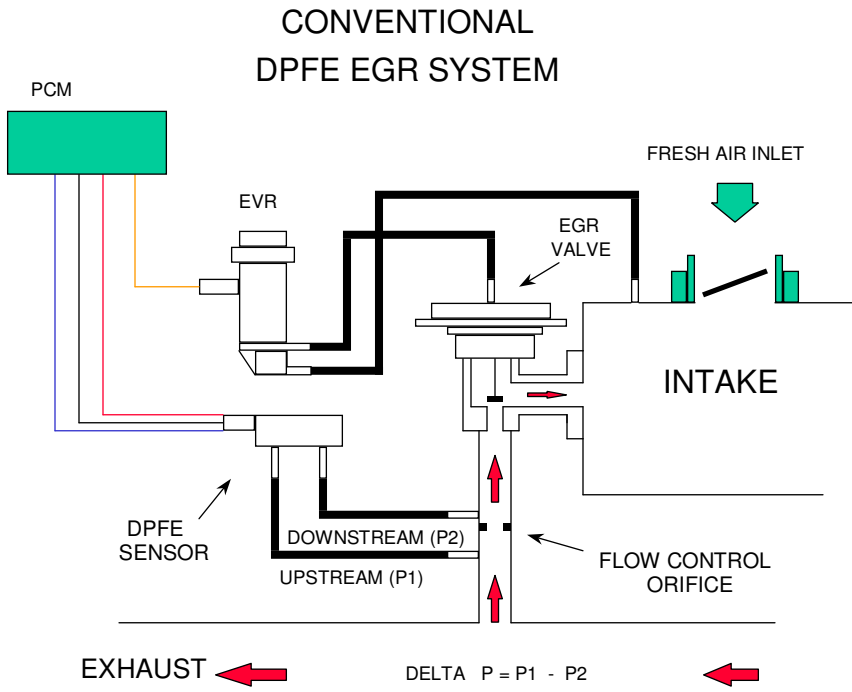 CONVENTIONAL
DPFE EGR SYSTEM
PCM
FRESH AIR INLET
EVR
EGR
VALVE
INTAKE
DPFE
SENSOR
DOWNSTREAM (P2)
UPSTREAM (P1)
FLOW CONTROL
ORIFICE
EXHAUST
DELTA P = P1 - P2